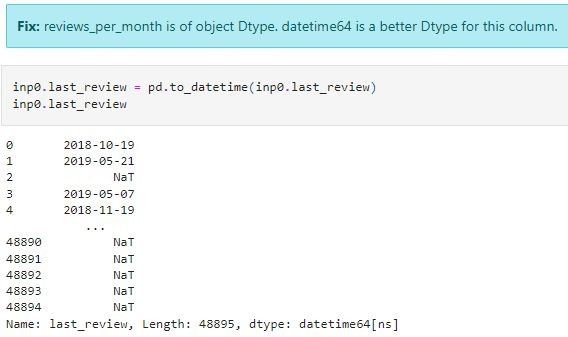 Fix: reviews_per_month is of object Dtype. datetime64 is a better Dtype for this column.
inp0.last_review = pd.to_datetime(inp0.last_review)
inp0.last_review
0        2018-10-19
1        2019-05-21
2               NaT
3        2019-05-07
4        2018-11-19
            ...
48890           NaT
48891           NaT
48892           NaT
48893           NaT
48894           NaT
Name: last_review, Length: 48895, dtype: datetime64[ns]